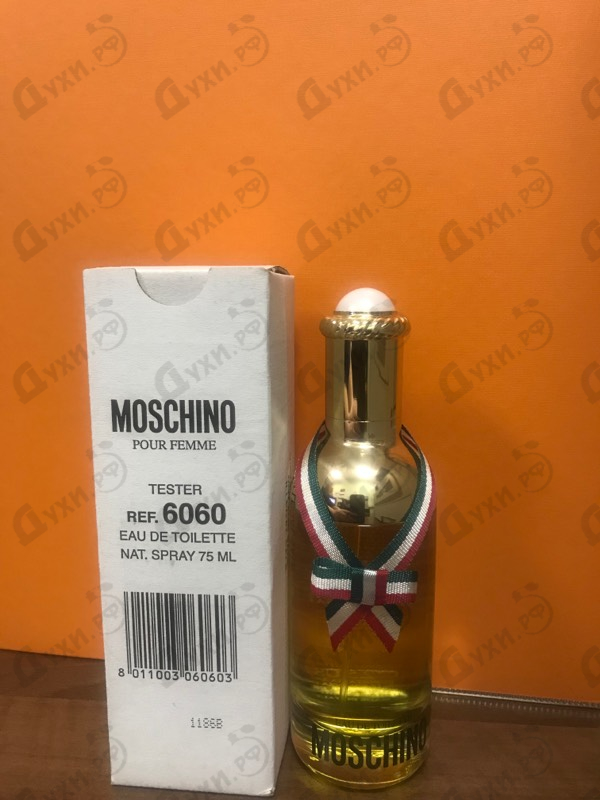 MOSCHINO
POUR FEMME
TESTER
REF. 6060
EAU DE TOILETTE
NAT. SPRAY 75 ML
8 011003 060603
1186B
MOSCHINO
Духи.рф